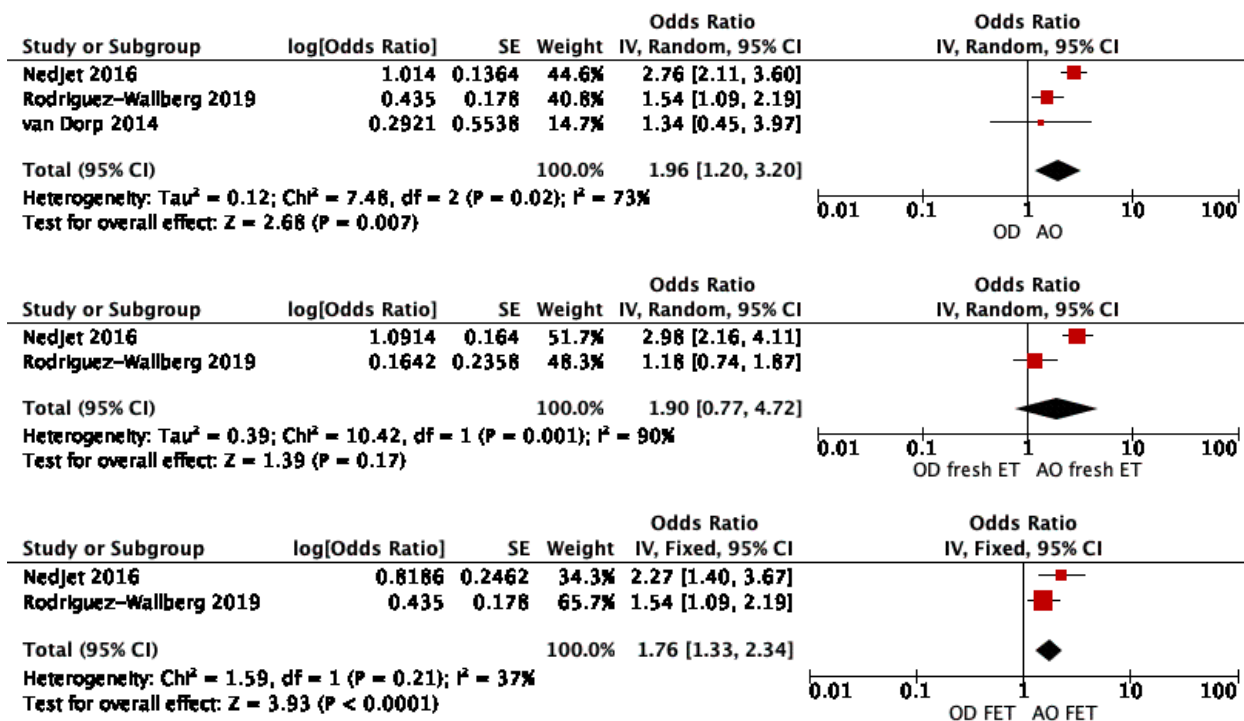 Odds Ratio Odds Ratio
Study or Subgroup log[Odds Ratio] SE Weight IV, Random, 95% CI IV, Random, 95% CI
Nedjet 2016 1.014 0.1364 44.6% 2.76 [2.11, 3.60]
Rodriguez-Wallberg 2019 0.435 0.178 40.8% 1.54 [1.09, 2.19]
van Dorp 2014 0.2921 0.5538 14.7% 1.34 [0.45, 3.97]
Total (95% CI) 100.0% 1.96 [1.20, 3.20]
Heterogeneity: Tau² = 0.12; Chi² = 7.48, df = 2 (P = 0.02); I² = 73%
Test for overall effect: Z = 2.68 (P = 0.007)
0.01 0.1 1 10 100
OD AO
Odds Ratio Odds Ratio
Study or Subgroup log[Odds Ratio] SE Weight IV, Random, 95% CI IV, Random, 95% CI
Nedjet 2016 1.0914 0.164 51.7% 2.98 [2.16, 4.11]
Rodriguez-Wallberg 2019 0.1642 0.2358 48.3% 1.18 [0.74, 1.87]
Total (95% CI) 100.0% 1.90 [0.77, 4.72]
Heterogeneity: Tau² = 0.39; Chi² = 10.42, df = 1 (P = 0.001); I² = 90%
Test for overall effect: Z = 1.39 (P = 0.17)
0.01 0.1 1 10 100
OD fresh ET AO fresh ET
Odds Ratio Odds Ratio
Study or Subgroup log[Odds Ratio] SE Weight IV, Fixed, 95% CI IV, Fixed, 95% CI
Nedjet 2016 0.8186 0.2462 34.3% 2.27 [1.40, 3.67]
Rodriguez-Wallberg 2019 0.435 0.178 65.7% 1.54 [1.09, 2.19]
Total (95% CI) 100.0% 1.76 [1.33, 2.34]
Heterogeneity: Chi² = 1.59, df = 1 (P = 0.21); I² = 37%
Test for overall effect: Z = 3.93 (P < 0.0001)
0.01 0.1 1 10 100
OD FET AO FET